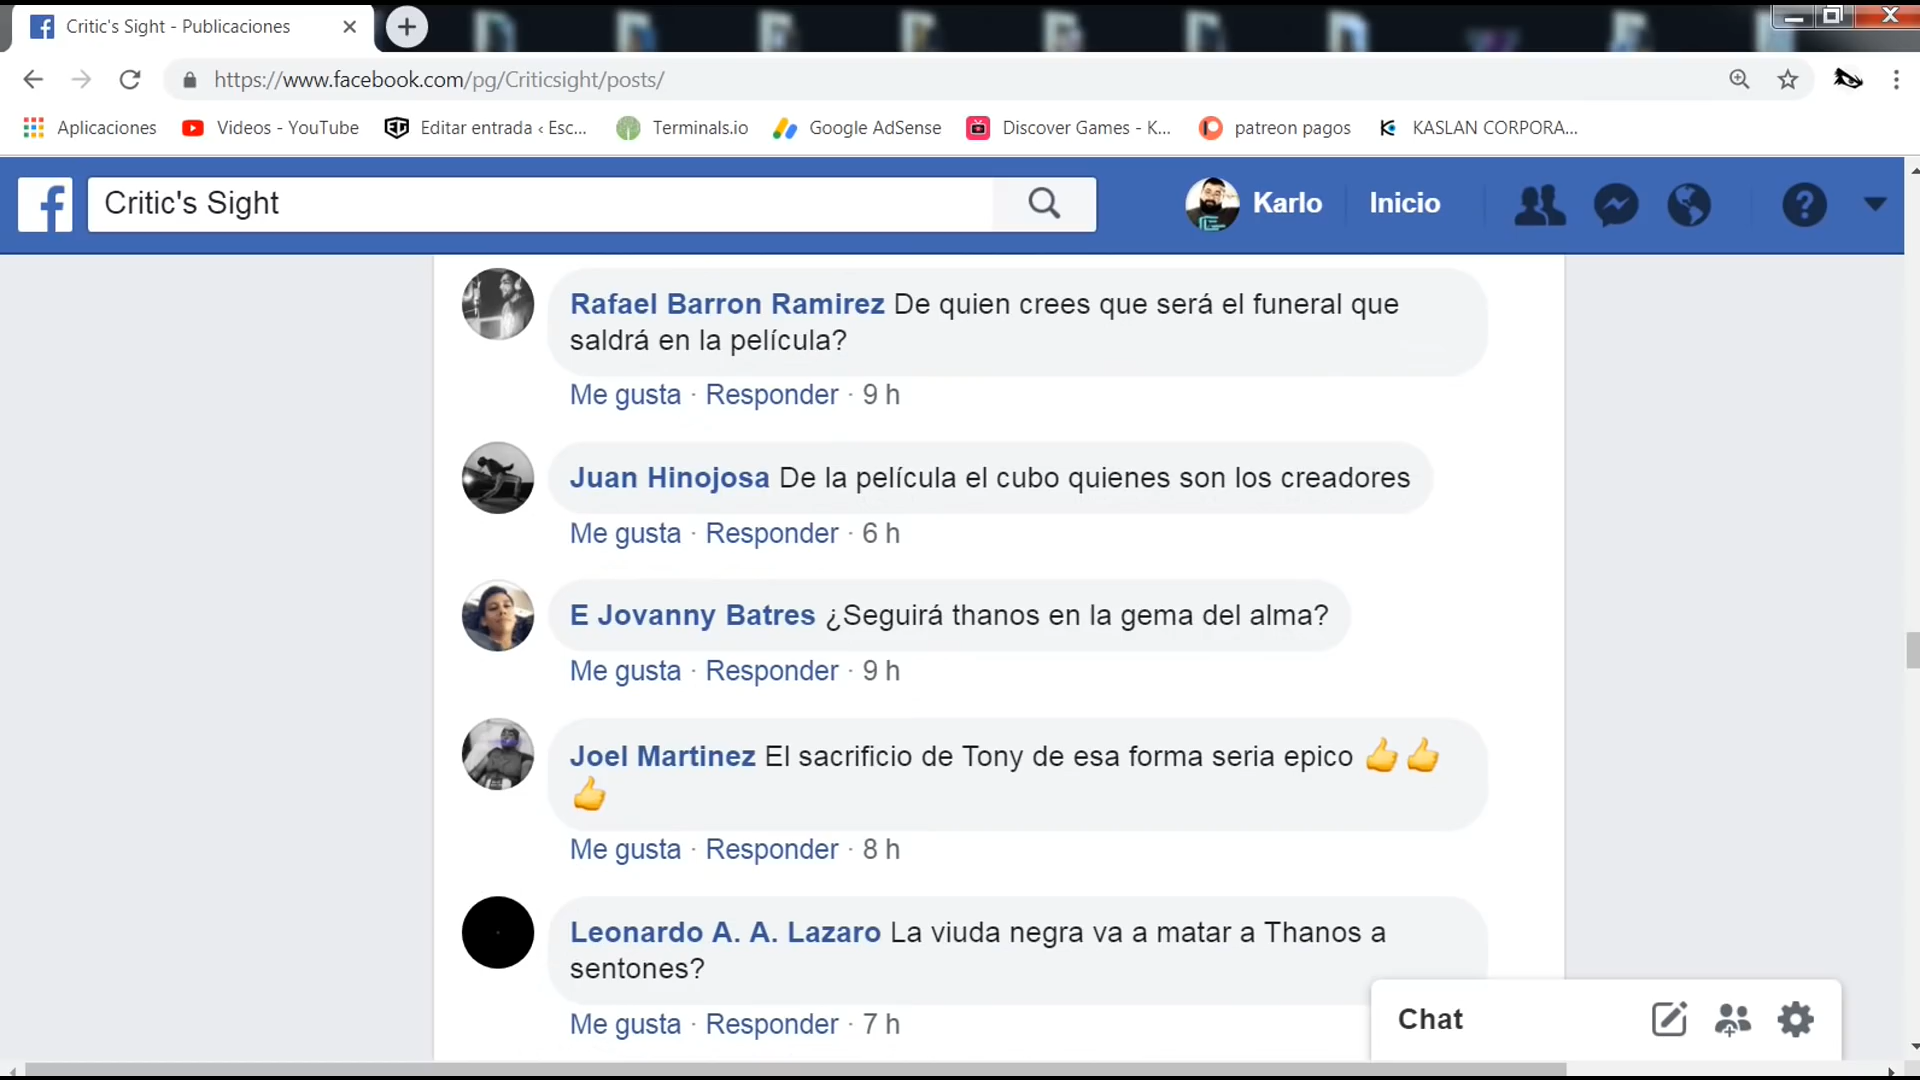 Critic's Sight - Publicaciones
https://www.facebook.com/pg/Criticsight/posts/
Aplicaciones Videos - YouTube Editar entrada ‹ Esc... Terminals.io Google AdSense Discover Games - K... patreon pagos KASLAN CORPORA...
Critic's Sight Karlo Inicio
Rafael Barron Ramirez De quien crees que será el funeral que
saldrá en la película?
Me gusta · Responder · 9 h
Juan Hinojosa De la película el cubo quienes son los creadores
Me gusta · Responder · 6 h
E Jovanny Batres ¿Seguirá thanos en la gema del alma?
Me gusta · Responder · 9 h
Joel Martinez El sacrificio de Tony de esa forma seria epico 👍👍
👍
Me gusta · Responder · 8 h
Leonardo A. A. Lazaro La viuda negra va a matar a Thanos a
sentones?
Me gusta · Responder · 7 h
Chat